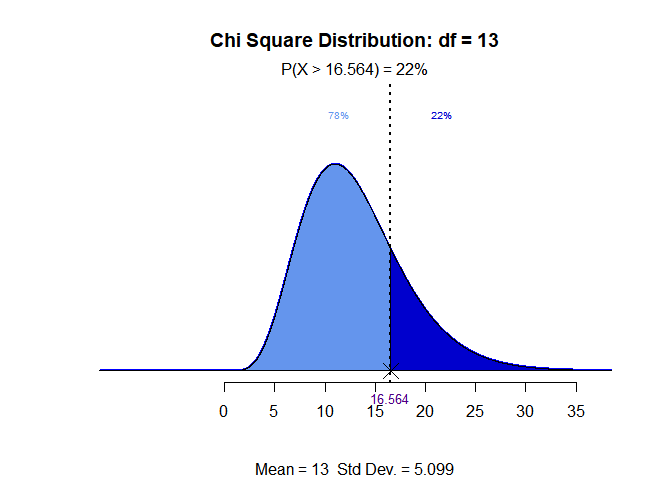 Chi Square Distribution: df = 13
P(X > 16.564) = 22%
78%
22%
0 5 10 15 20 25 30 35
16.564
Mean = 13 Std Dev. = 5.099